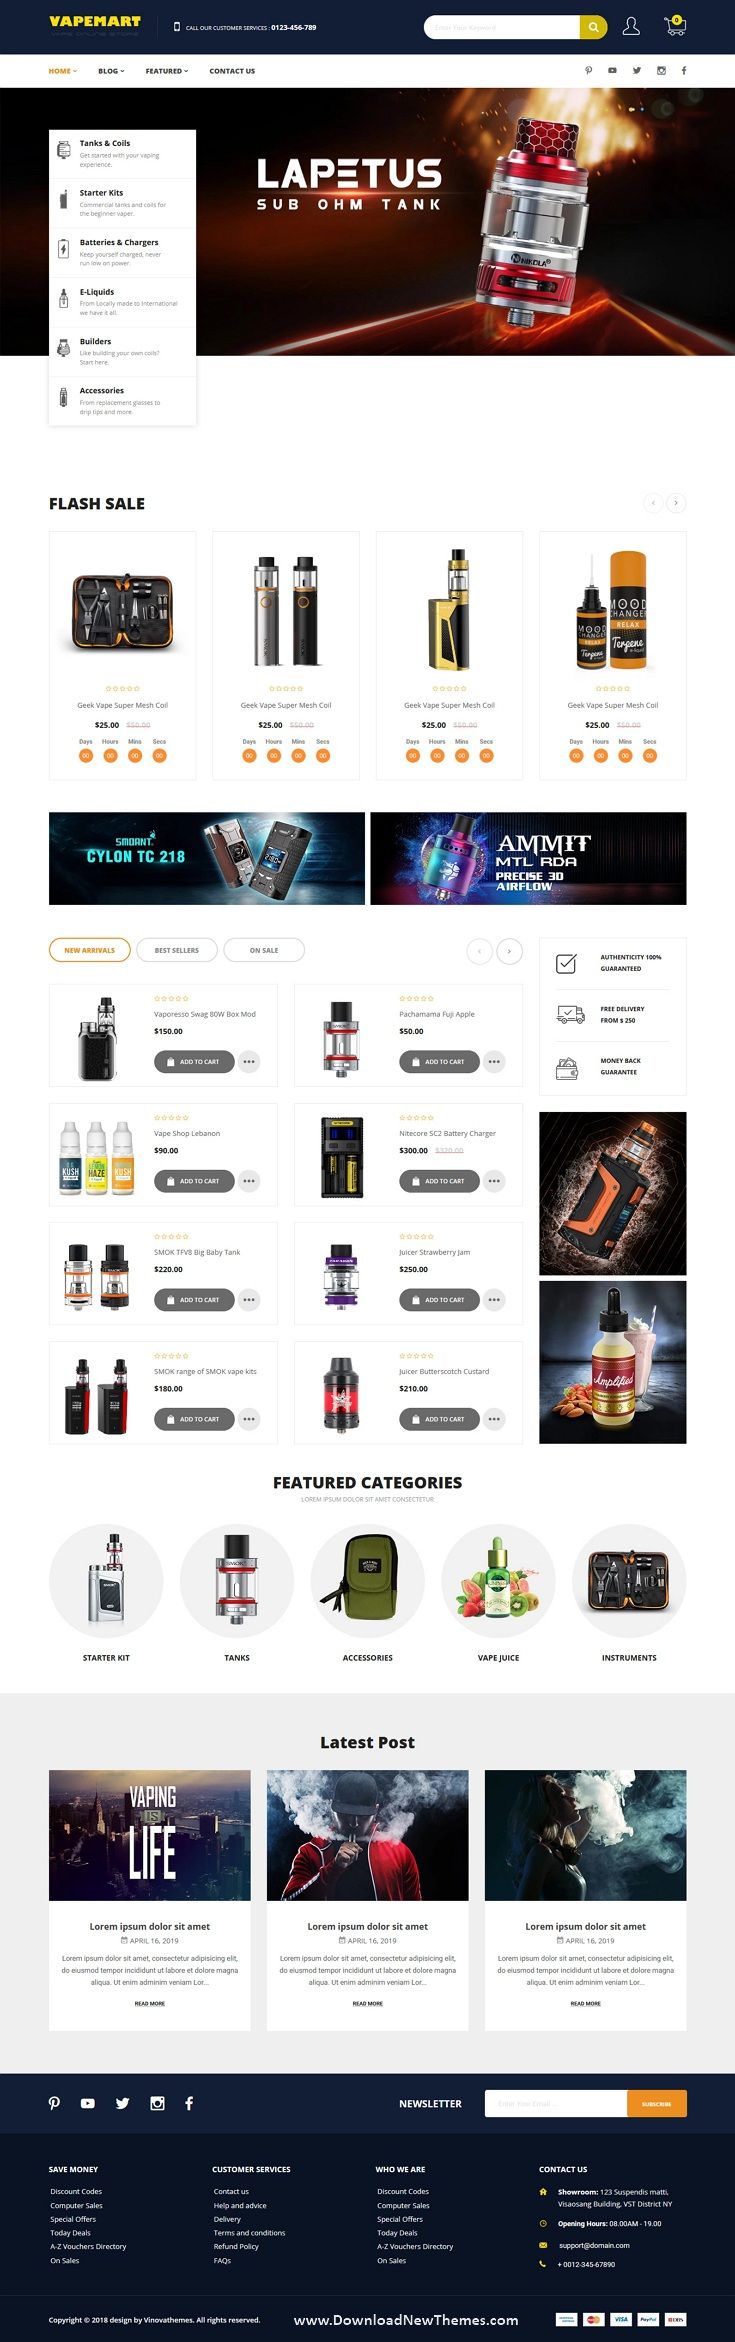 VAPEMART
VAPE ONLINE STORE
CALL OUR CUSTOMER SERVICES : 0123-456-789
Enter Your Keyword
0
HOME
BLOG
FEATURED
CONTACT US
Tanks & Coils
Get started with your vaping
experience.
Starter Kits
Commercial tanks and coils for
the beginner vaper.
Batteries & Chargers
Keep yourself charged, never
run low on power.
E-Liquids
From Locally made to International
we have it all.
Builders
Like building your own coils?
Start here.
Accessories
From replacement glasses to
drip tips and more.
LAPETUS
SUB OHM TANK
NIKOLA
FLASH SALE
MOOD
CHANGER
RELAX
Terpene
MOOD
CHANGER
RELAX
Terpene
Geek Vape Super Mesh Coil
$25.00 $50.00
Days Hours Mins Secs
00 00 00 00
Geek Vape Super Mesh Coil
$25.00 $50.00
Days Hours Mins Secs
00 00 00 00
Geek Vape Super Mesh Coil
$25.00 $50.00
Days Hours Mins Secs
00 00 00 00
Geek Vape Super Mesh Coil
$25.00 $50.00
Days Hours Mins Secs
00 00 00 00
SMOANT
CYLON TC 218
AMMIT
MTL RDA
PRECISE 3D
AIRFLOW
NEW ARRIVALS
BEST SELLERS
ON SALE
Vaporesso Swag 80W Box Mod
$150.00
ADD TO CART
SMOK
Pachamama Fuji Apple
$50.00
ADD TO CART
KUSH
LEMON
HAZE
KUSH
Vape Shop Lebanon
$90.00
ADD TO CART
Nitecore SC2 Battery Charger
$300.00 $320.00
ADD TO CART
SMOK TFV8 Big Baby Tank
$220.00
ADD TO CART
Juicer Strawberry Jam
$250.00
ADD TO CART
SMOK range of SMOK vape kits
$180.00
ADD TO CART
Juicer Butterscotch Custard
$210.00
ADD TO CART
AUTHENTICITY 100%
GUARANTEED
FREE DELIVERY
FROM $ 250
MONEY BACK
GUARANTEE
Amplified
FEATURED CATEGORIES
LOREM IPSUM DOLOR SIT AMET CONSECTETUR
SMOK
STARTER KIT
TANKS
ACCESSORIES
VAPE JUICE
INSTRUMENTS
Latest Post
VAPING
IS
LIFE
Lorem ipsum dolor sit amet
APRIL 16, 2019
Lorem ipsum dolor sit amet, consectetur adipisicing elit,
do eiusmod tempor incididunt ut labore et dolore magna
aliqua. Ut enim adminim veniam Lor...
READ MORE
Lorem ipsum dolor sit amet
APRIL 16, 2019
Lorem ipsum dolor sit amet, consectetur adipisicing elit,
do eiusmod tempor incididunt ut labore et dolore magna
aliqua. Ut enim adminim veniam Lor...
READ MORE
Lorem ipsum dolor sit amet
APRIL 16, 2019
Lorem ipsum dolor sit amet, consectetur adipisicing elit,
do eiusmod tempor incididunt ut labore et dolore magna
aliqua. Ut enim adminim veniam Lor...
READ MORE
NEWSLETTER
Enter Your Email ...
SUBSCRIBE
SAVE MONEY
Discount Codes
Computer Sales
Special Offers
Today Deals
A-Z Vouchers Directory
On Sales
CUSTOMER SERVICES
Contact us
Help and advice
Delivery
Terms and conditions
Refund Policy
FAQs
WHO WE ARE
Discount Codes
Computer Sales
Special Offers
Today Deals
A-Z Vouchers Directory
On Sales
CONTACT US
Showroom: 123 Suspendis matti,
Visaosang Building, VST District NY
Opening Hours: 08.00AM - 19.00
support@domain.com
+ 0012-345-67890
Copyright © 2018 design by Vinovathemes. All rights reserved.
www.DownloadNewThemes.com
VISA
PayPal